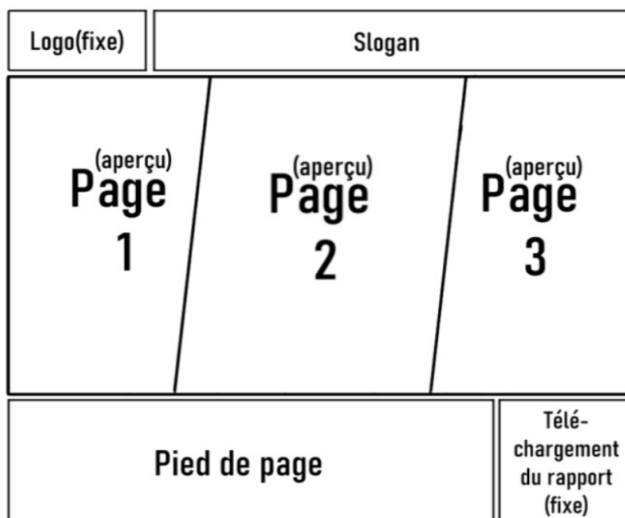 Logo(fixe)
Slogan
(aperçu)
Page
1
(aperçu)
Page
2
(aperçu)
Page
3
Pied de page
Télé-
chargement
du rapport
(fixe)